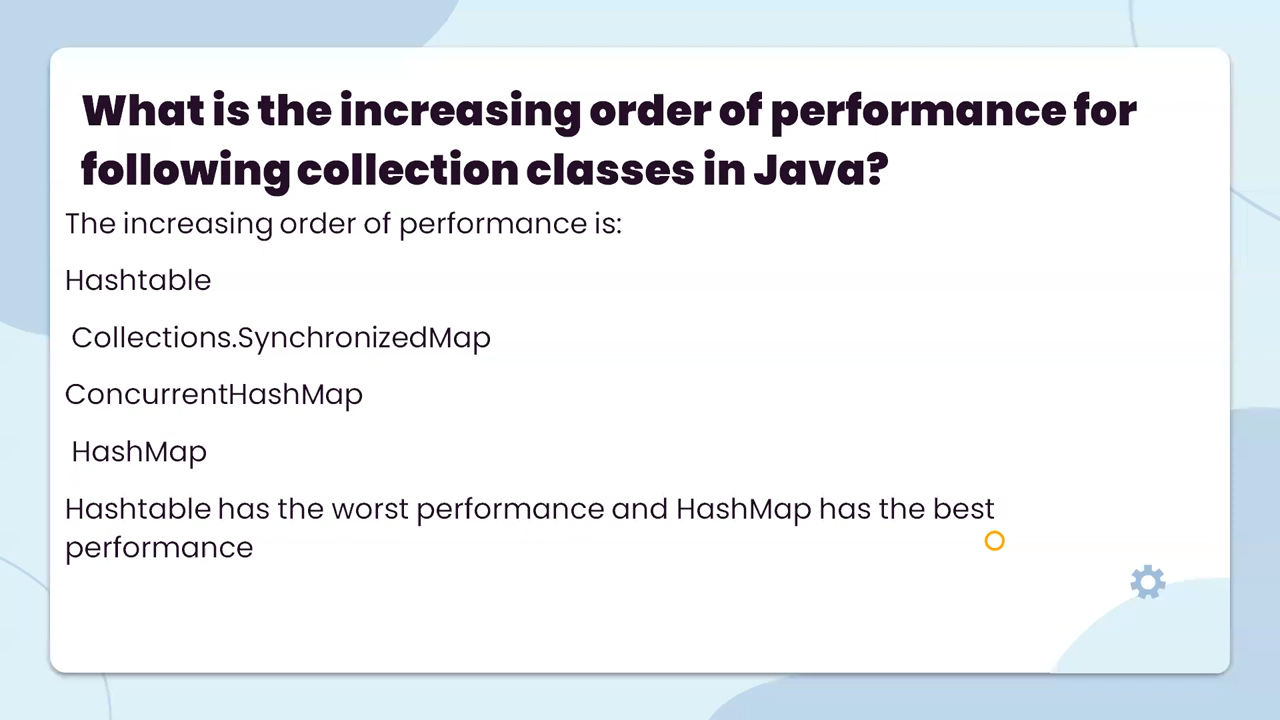 What is the increasing order of performance for
following collection classes in Java?
The increasing order of performance is:
Hashtable
Collections.SynchronizedMap
ConcurrentHashMap
HashMap
Hashtable has the worst performance and HashMap has the best
performance